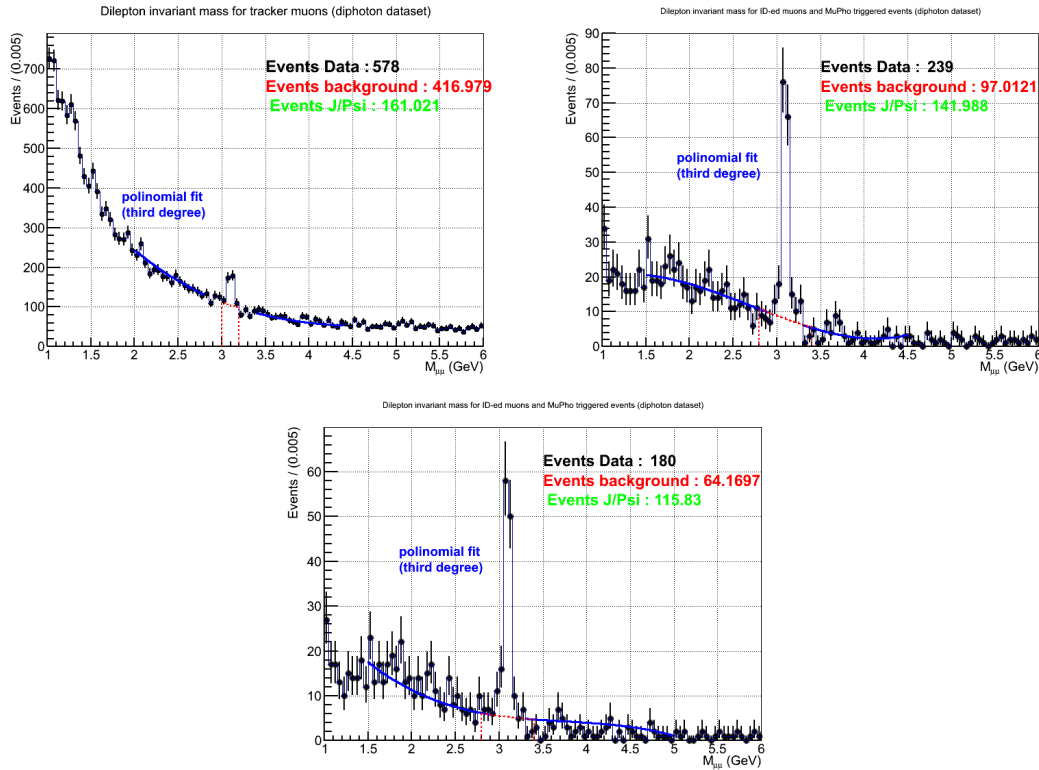 Dilepton invariant mass for tracker muons (diphoton dataset)
Events / (0.005)
700
600
500
400
300
200
100
0
Events Data : 578
Events background : 416.979
Events J/Psi : 161.021
polinomial fit
(third degree)
1 1.5 2 2.5 3 3.5 4 4.5 5 5.5 6
Mμμ (GeV)
Dilepton invariant mass for ID-ed muons and MuPho triggered events (diphoton dataset)
Events / (0.005)
90
80
70
60
50
40
30
20
10
0
Events Data : 239
Events background : 97.0121
Events J/Psi : 141.988
polinomial fit
(third degree)
1 1.5 2 2.5 3 3.5 4 4.5 5 5.5 6
Mμμ (GeV)
Dilepton invariant mass for ID-ed muons and MuPho triggered events (diphoton dataset)
Events / (0.005)
60
50
40
30
20
10
0
Events Data : 180
Events background : 64.1697
Events J/Psi : 115.83
polinomial fit
(third degree)
1 1.5 2 2.5 3 3.5 4 4.5 5 5.5 6
Mμμ (GeV)